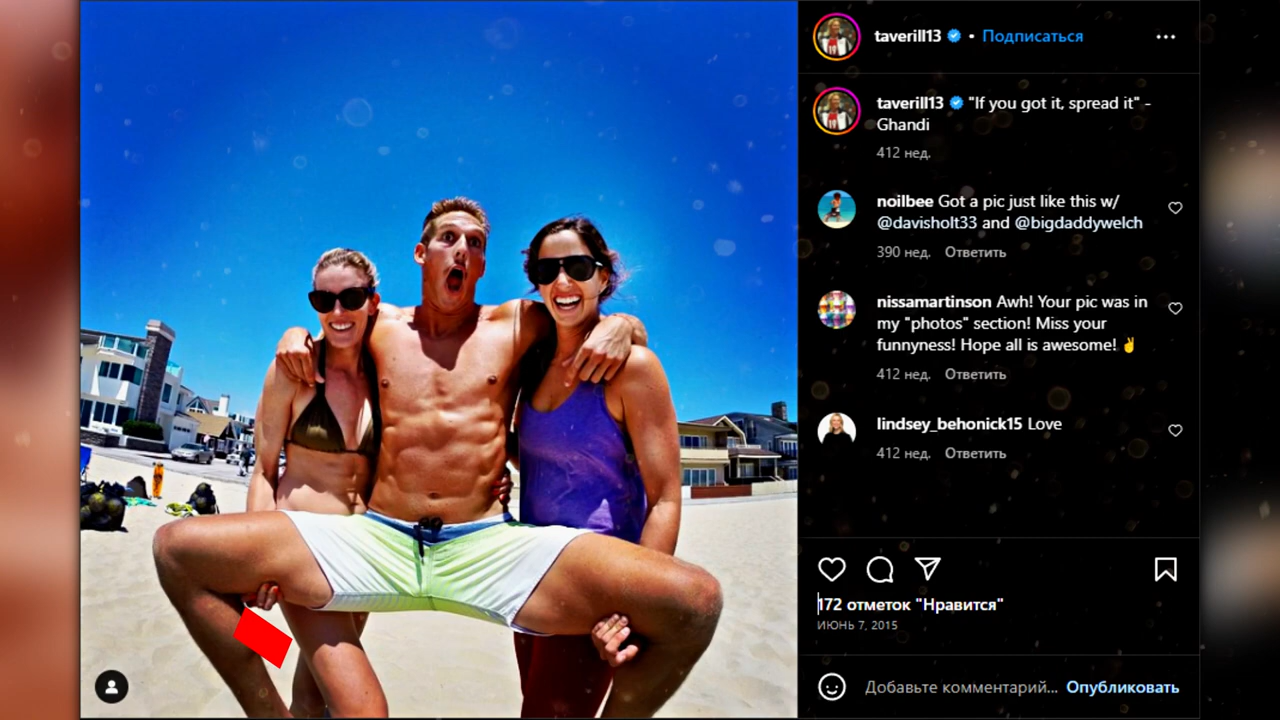 taverill13 • Подписаться
taverill13 "If you got it, spread it" -
Ghandi
412 нед.
noilbee Got a pic just like this w/
@davisholt33 and @bigdaddywelch
390 нед. Ответить
nissamartinson Awh! Your pic was in
my "photos" section! Miss your
funnyness! Hope all is awesome! ✌
412 нед. Ответить
lindsey_behonick15 Love
412 нед. Ответить
172 отметок "Нравится"
ИЮНЬ 7, 2015
Добавьте комментарий... Опубликовать